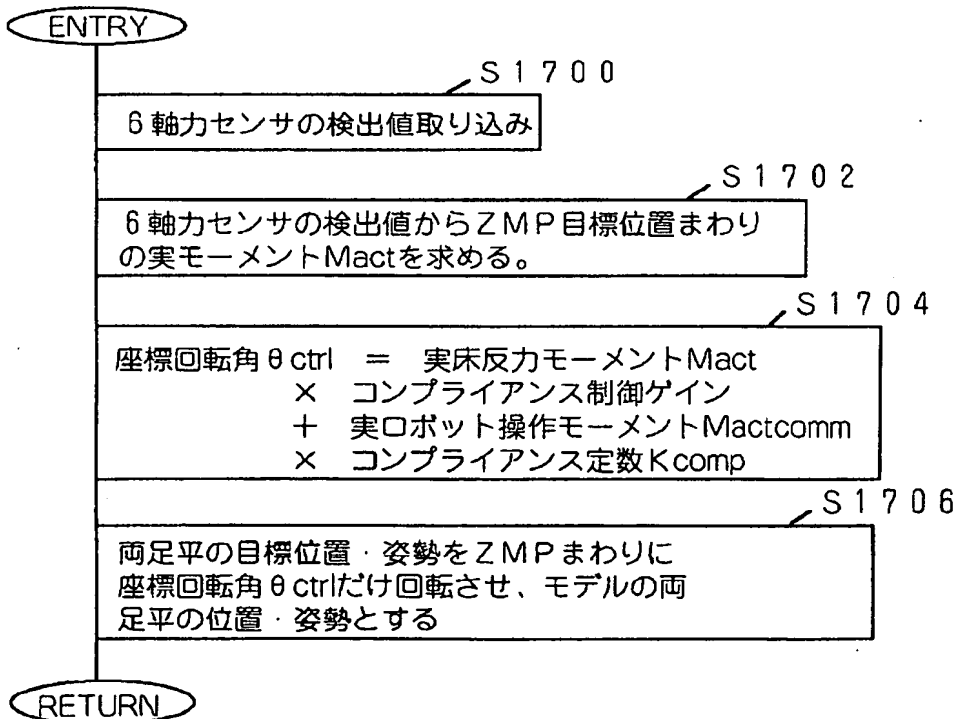 ENTRY
S1700
6軸力センサの検出値取り込み
S1702
6軸力センサの検出値からZMP目標位置まわり
の実モーメントMactを求める。
S1704
座標回転角θctrl = 実床反力モーメントMact
× コンプライアンス制御ゲイン
+ 実ロボット操作モーメントMactcomm
× コンプライアンス定数Kcomp
S1706
両足平の目標位置・姿勢をZMPまわりに
座標回転角θctrlだけ回転させ、モデルの両
足平の位置・姿勢とする
RETURN